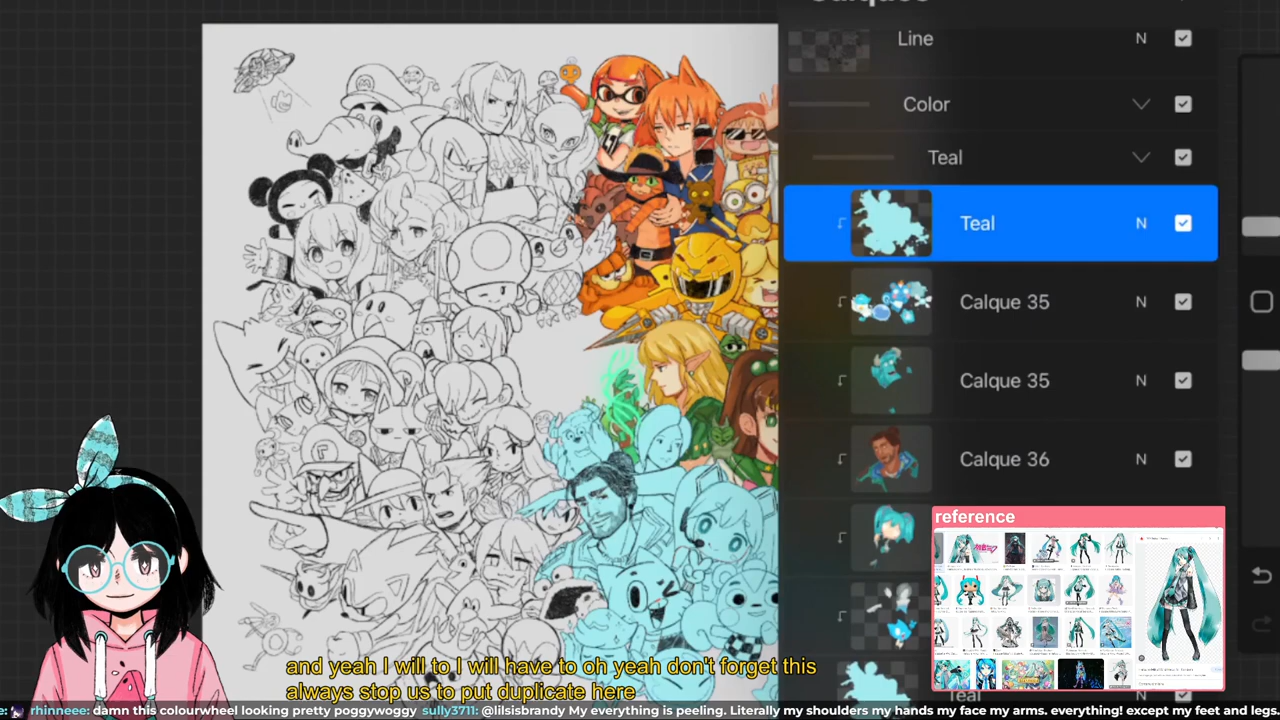 Line N
Color
Teal
Teal N
Calque 35 N
Calque 35 N
Calque 36 N
reference
and yeah I will to I will have to oh yeah don't forget this
always stop us to put duplicate here
e: rhinneee: damn this colourwheel looking pretty poggywoggy sully3711: @lilsisbrandy My everything is peeling. Literally my shoulders my hands my face my arms. everything! except my feet and legs.